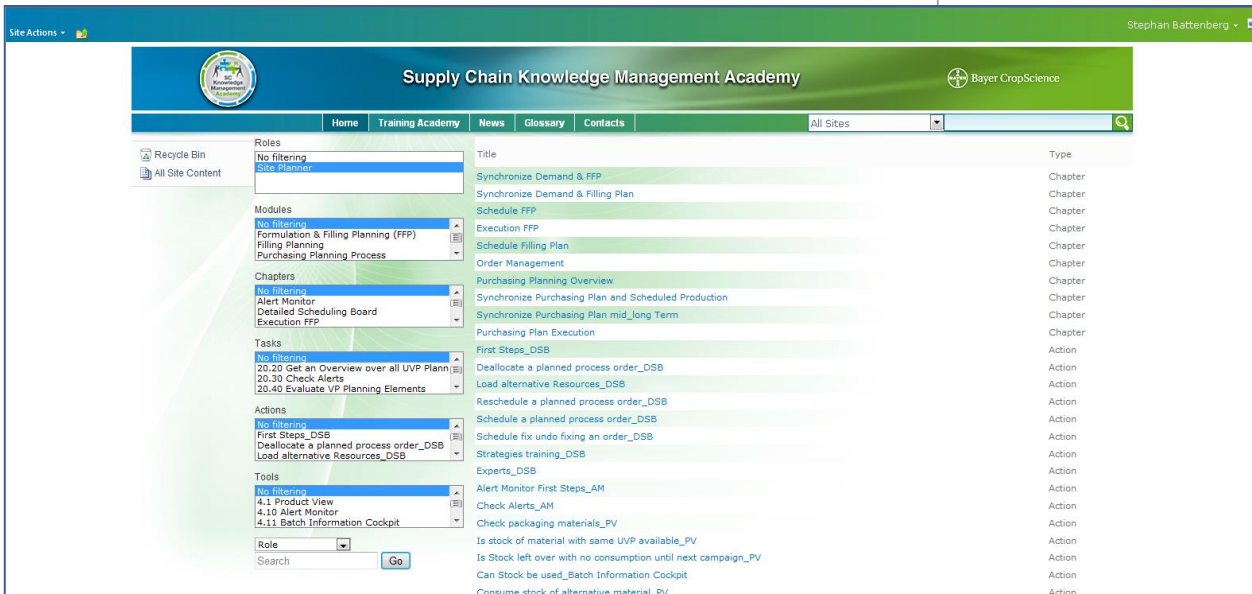 Stephan Battenberg
Site Actions
SC
Knowledge
Management
Academy
Supply Chain Knowledge Management Academy
BAYER
Bayer CropScience
Home Training Academy News Glossary Contacts
All Sites
Recycle Bin
All Site Content
Roles
No filtering
Site Planner
Modules
No filtering
Formulation & Filling Planning (FFP)
Filling Planning
Purchasing Planning Process
Chapters
No filtering
Alert Monitor
Detailed Scheduling Board
Execution FFP
Tasks
No filtering
20.20 Get an Overview over all UVP Plann
20.30 Check Alerts
20.40 Evaluate VP Planning Elements
Actions
No filtering
First Steps_DSB
Deallocate a planned process order_DSB
Load alternative Resources_DSB
Tools
No filtering
4.1 Product View
4.10 Alert Monitor
4.11 Batch Information Cockpit
Role
Search Go
Title Type
Synchronize Demand & FFP Chapter
Synchronize Demand & Filling Plan Chapter
Schedule FFP Chapter
Execution FFP Chapter
Schedule Filling Plan Chapter
Order Management Chapter
Purchasing Planning Overview Chapter
Synchronize Purchasing Plan and Scheduled Production Chapter
Synchronize Purchasing Plan mid_long Term Chapter
Purchasing Plan Execution Chapter
First Steps_DSB Action
Deallocate a planned process order_DSB Action
Load alternative Resources_DSB Action
Reschedule a planned process order_DSB Action
Schedule a planned process order_DSB Action
Schedule fix undo fixing an order_DSB Action
Strategies training_DSB Action
Experts_DSB Action
Alert Monitor First Steps_AM Action
Check Alerts_AM Action
Check packaging materials_PV Action
Is stock of material with same UVP available_PV Action
Is Stock left over with no consumption until next campaign_PV Action
Can Stock be used_Batch Information Cockpit Action
Consume stock of alternative material_PV Action